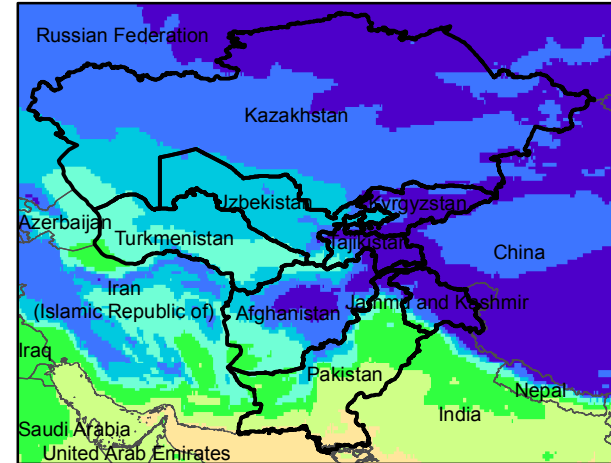 Russian Federation
Kazakhstan
Uzbekistan
Kyrgyzstan
Azerbaijan
Turkmenistan
Tajikistan
China
Iran
(Islamic Republic of)
Afghanistan
Jammu and Kashmir
Iraq
Pakistan
Nepal
India
Saudi Arabia
United Arab Emirates